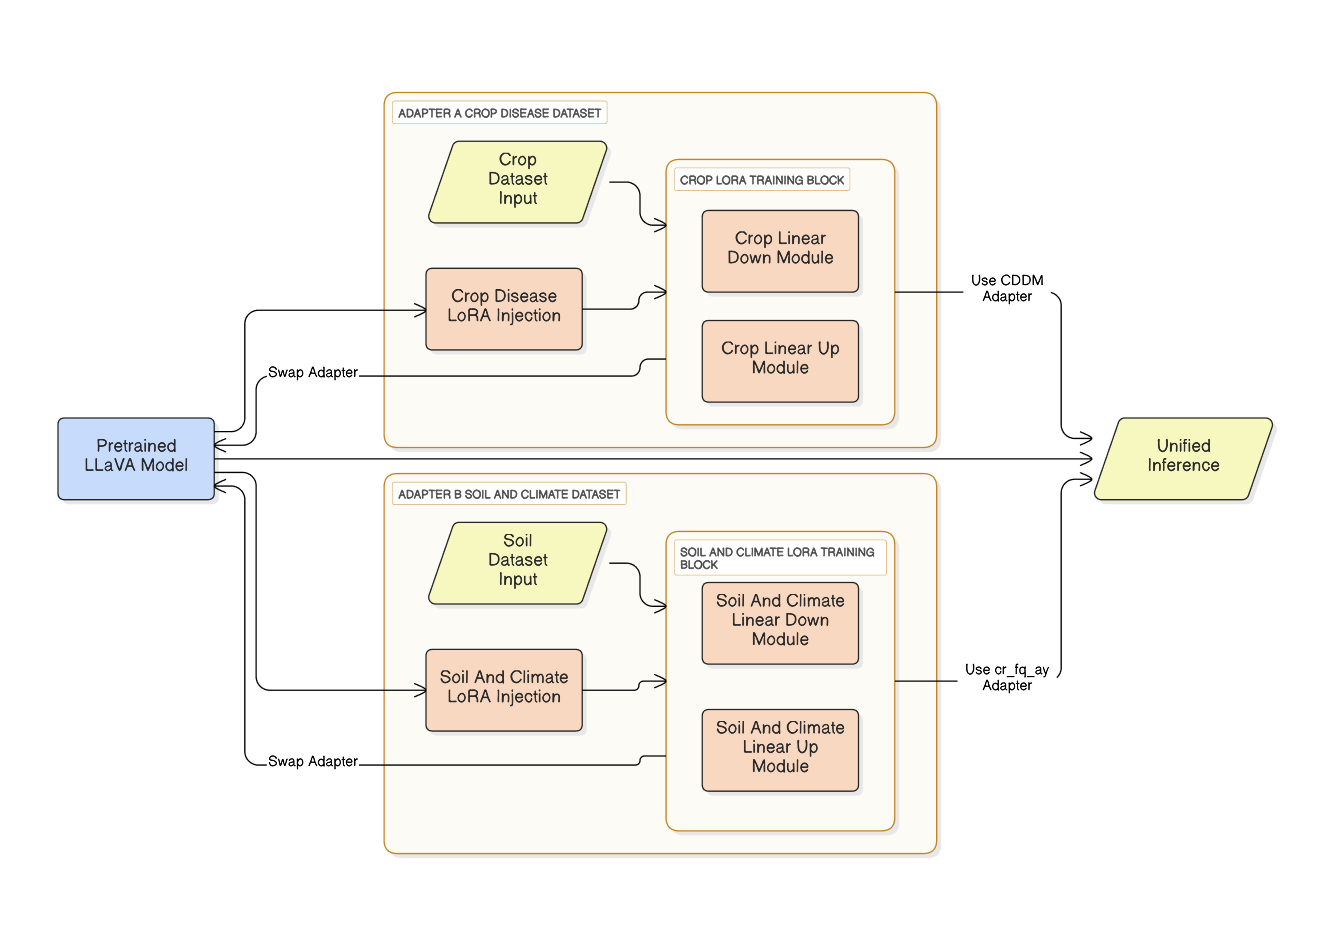 ADAPTER A CROP DISEASE DATASET
Crop
Dataset
Input
CROP LORA TRAINING BLOCK
Crop Linear
Down Module
Crop Disease
LoRA Injection
Crop Linear Up
Module
Use CDDM
Adapter
Swap Adapter
Pretrained
LLaVA Model
Unified
Inference
ADAPTER B SOIL AND CLIMATE DATASET
Soil
Dataset
Input
SOIL AND CLIMATE LORA TRAINING
BLOCK
Soil And Climate
Linear Down
Module
Soil And Climate
LoRA Injection
Use cr_fq_ay
Adapter
Soil And Climate
Linear Up
Module
Swap Adapter